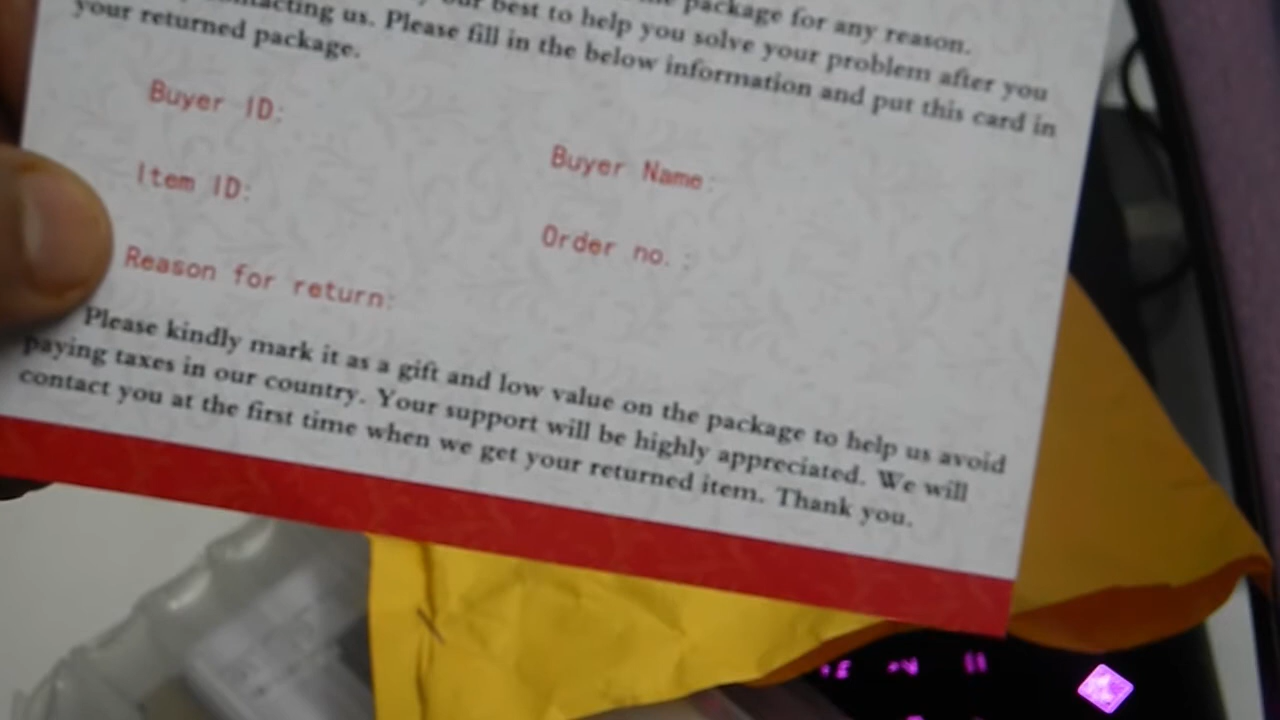 package for any reason.
contacting us. Please fill in the below information and put this card in
our best to help you solve your problem after you
your returned package.
Buyer ID:
Buyer Name:
Item ID:
Order no.:
Reason for return:
Please kindly mark it as a gift and low value on the package to help us avoid
paying taxes in our country. Your support will be highly appreciated. We will
contact you at the first time when we get your returned item. Thank you.